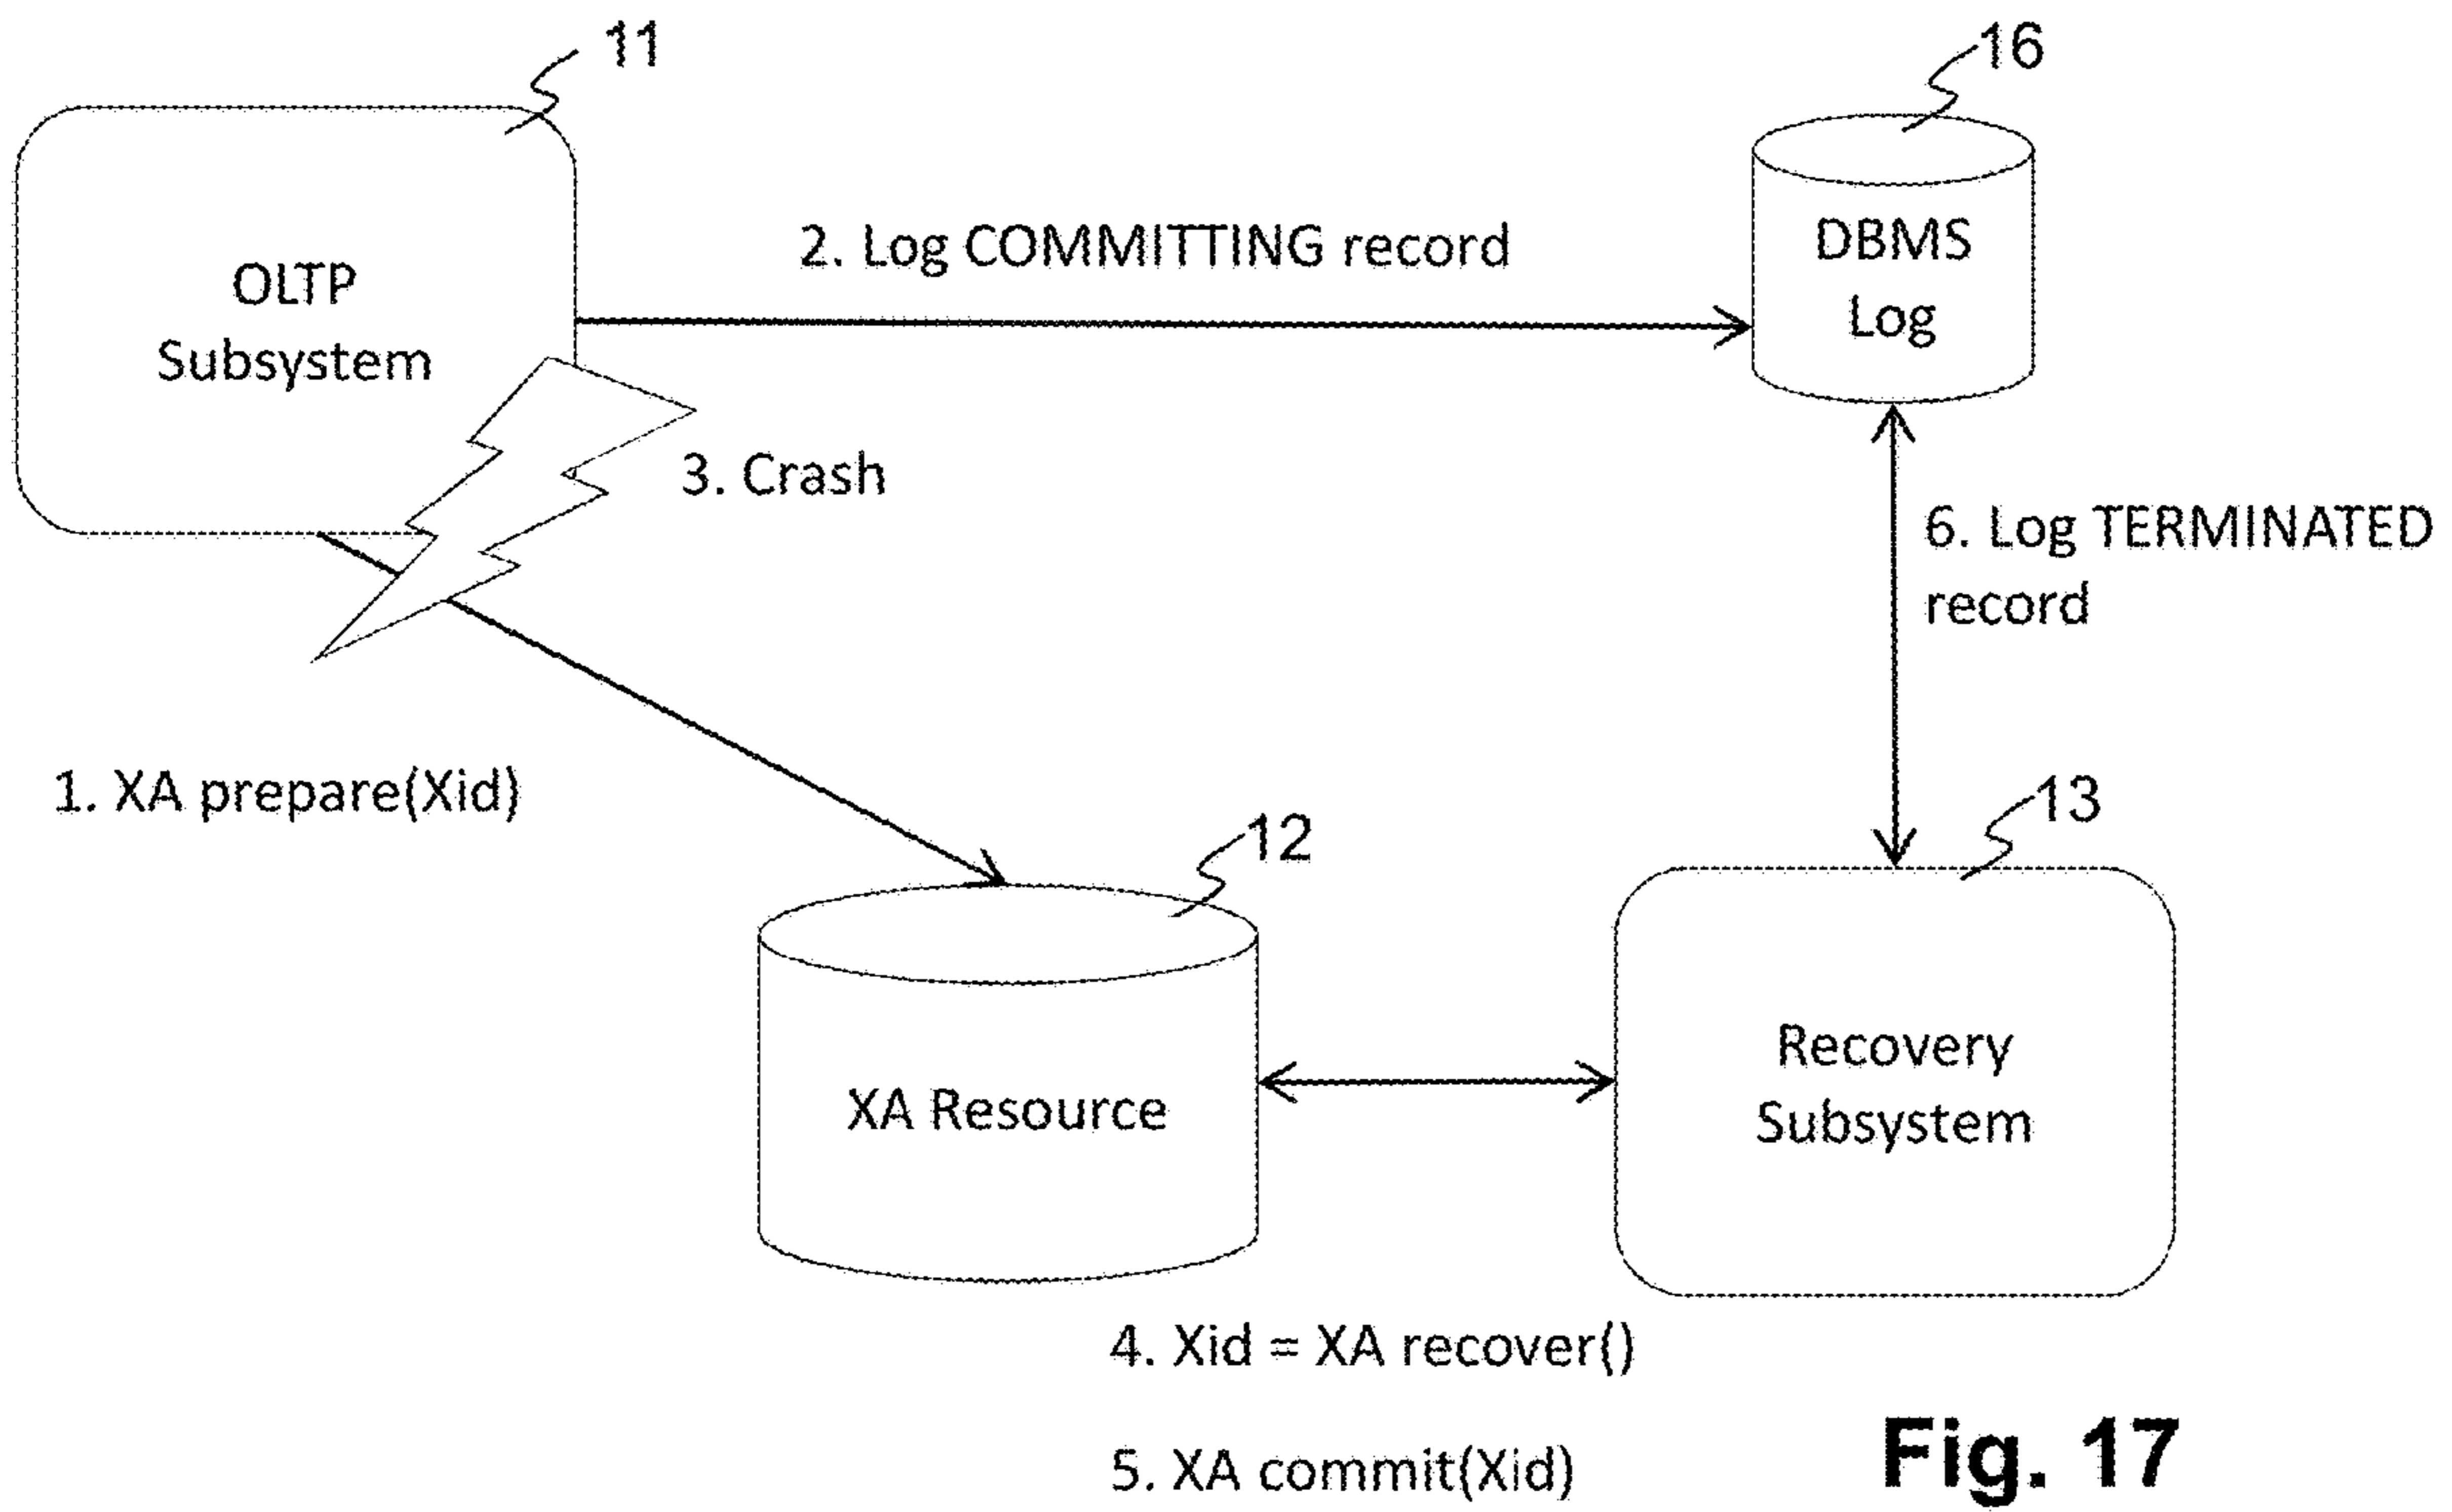 11
16
OLTP
Subsystem
2. Log COMMITTING record
DBMS
Log
3. Crash
6. Log TERMINATED
record
1. XA prepare(Xid)
12
13
XA Resource
Recovery
Subsystem
4. Xid = XA recover()
5. XA commit(Xid)
Fig. 17